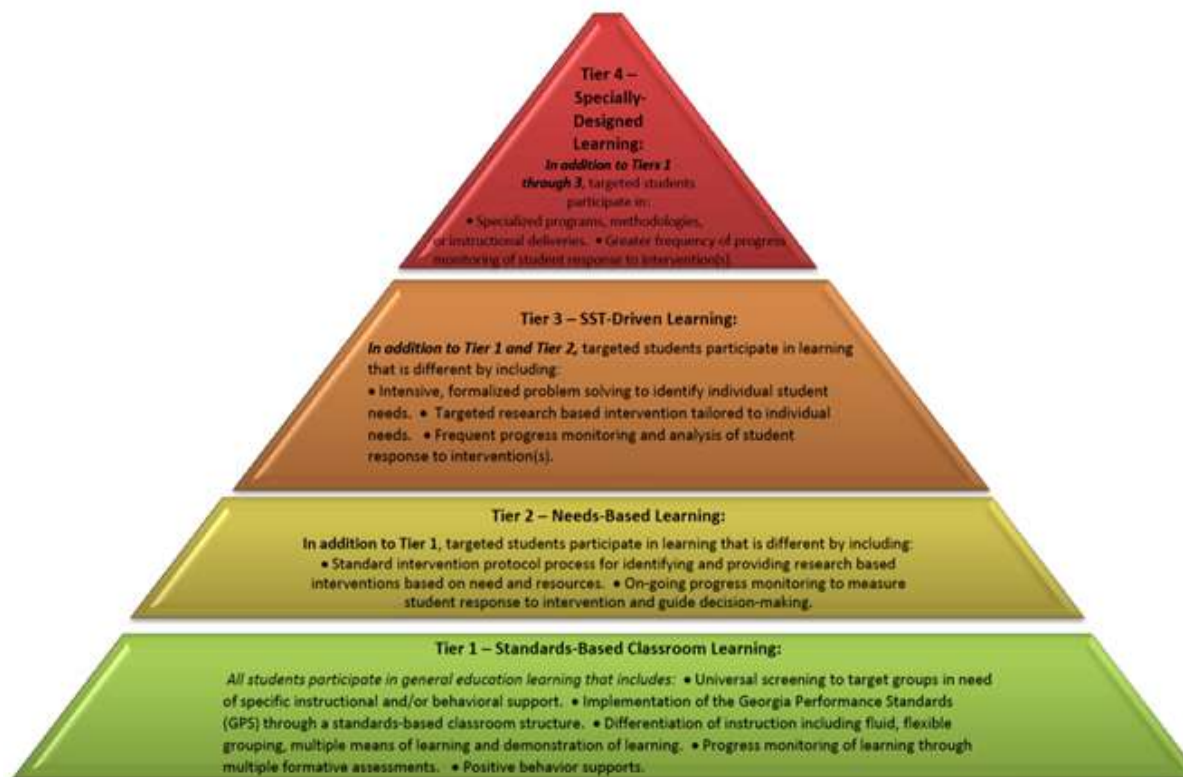 Tier 4 –
Specially-
Designed
Learning:
In addition to Tiers 1
through 3, targeted students
participate in:
• Specialized programs, methodologies,
or instructional deliveries. • Greater frequency of progress
monitoring of student response to intervention(s).
Tier 3 – SST-Driven Learning:
In addition to Tier 1 and Tier 2, targeted students participate in learning
that is different by including:
• Intensive, formalized problem solving to identify individual student
needs. • Targeted research based intervention tailored to individual
needs. • Frequent progress monitoring and analysis of student
response to intervention(s).
Tier 2 – Needs-Based Learning:
In addition to Tier 1, targeted students participate in learning that is different by including:
• Standard intervention protocol process for identifying and providing research based
interventions based on need and resources. • On-going progress monitoring to measure
student response to intervention and guide decision-making.
Tier 1 – Standards-Based Classroom Learning:
All students participate in general education learning that includes: • Universal screening to target groups in need
of specific instructional and/or behavioral support. • Implementation of the Georgia Performance Standards
(GPS) through a standards-based classroom structure. • Differentiation of instruction including fluid, flexible
grouping, multiple means of learning and demonstration of learning. • Progress monitoring of learning through
multiple formative assessments. • Positive behavior supports.